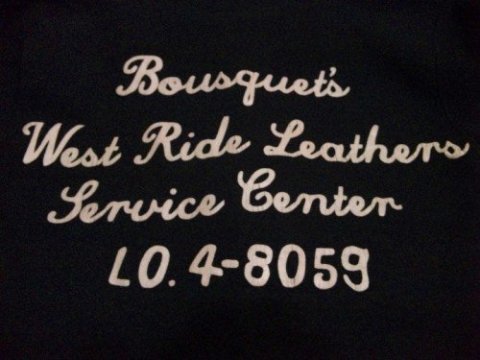 Bousquet's
West Ride Leathers
Service Center
LO. 4-8059